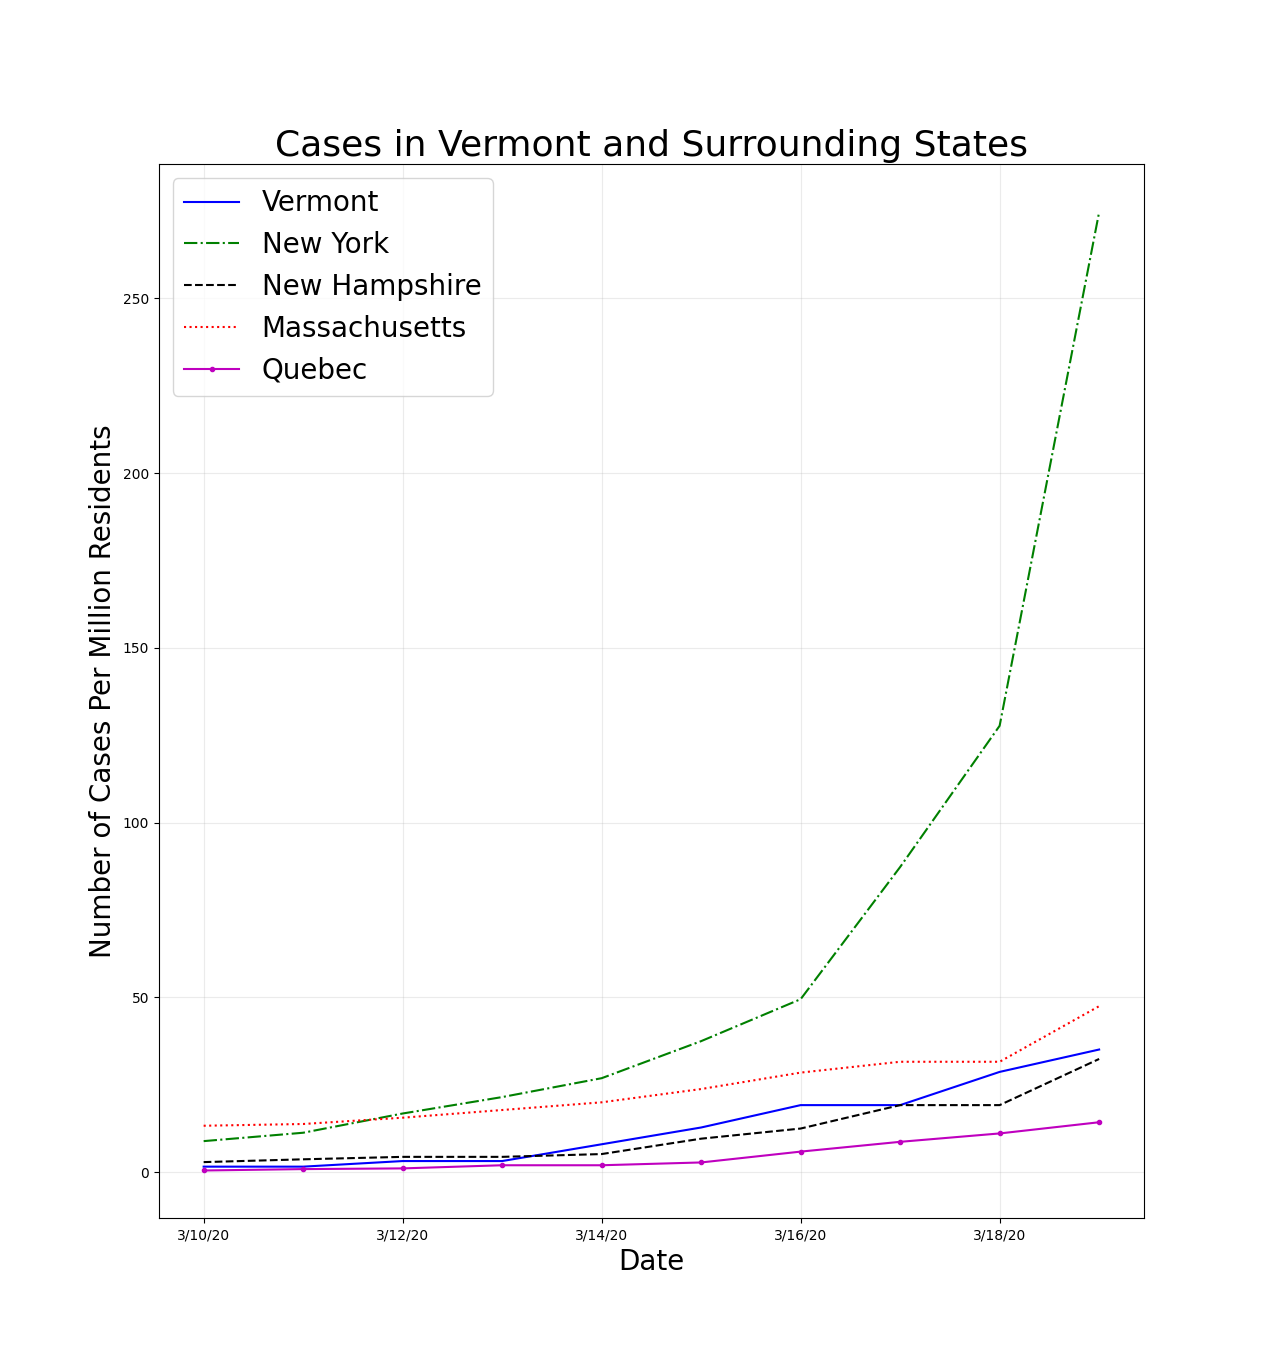 Cases in Vermont and Surrounding States
Vermont
New York
New Hampshire
Massachusetts
Quebec
Number of Cases Per Million Residents
250
200
150
100
50
0
3/10/20 3/12/20 3/14/20 3/16/20 3/18/20
Date